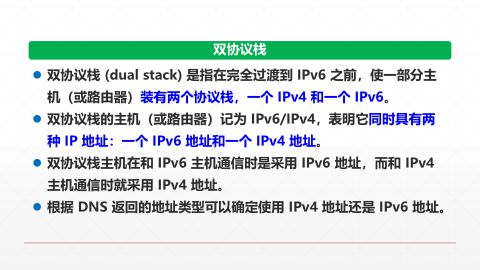 双协议栈
双协议栈 (dual stack) 是指在完全过渡到 IPv6 之前，使一部分主
机（或路由器）装有两个协议栈，一个 IPv4 和一个 IPv6。
双协议栈的主机（或路由器）记为 IPv6/IPv4，表明它同时具有两
种 IP 地址：一个 IPv6 地址和一个 IPv4 地址。
双协议栈主机在和 IPv6 主机通信时是采用 IPv6 地址，而和 IPv4
主机通信时就采用 IPv4 地址。
根据 DNS 返回的地址类型可以确定使用 IPv4 地址还是 IPv6 地址。